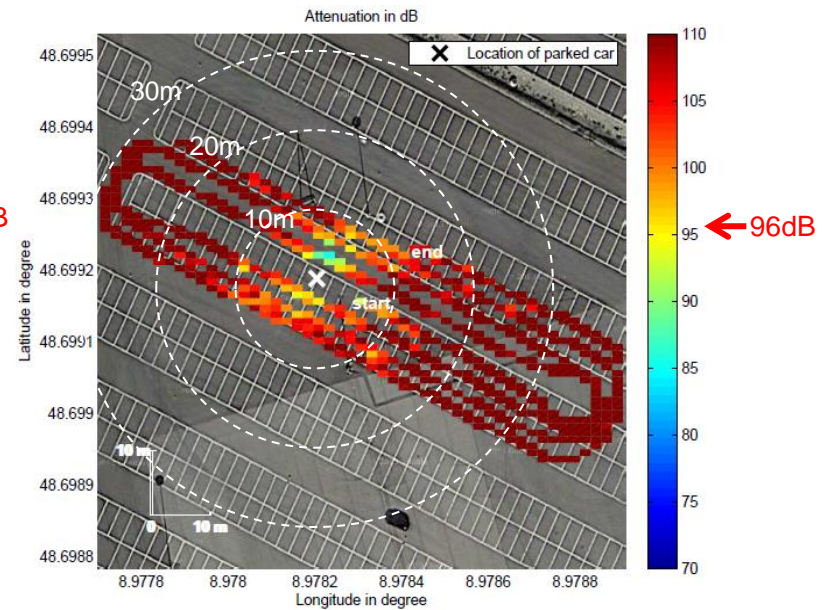 Attenuation in dB
Location of parked car
48.6995
48.6994
48.6993
48.6992
48.6991
48.699
48.6989
48.6988
Latitude in degree
30m
20m
10m
end
start
10 m
0 10 m
8.9778 8.978 8.9782 8.9784 8.9786 8.9788
Longitude in degree
110
105
100
95
90
85
80
75
70
96dB